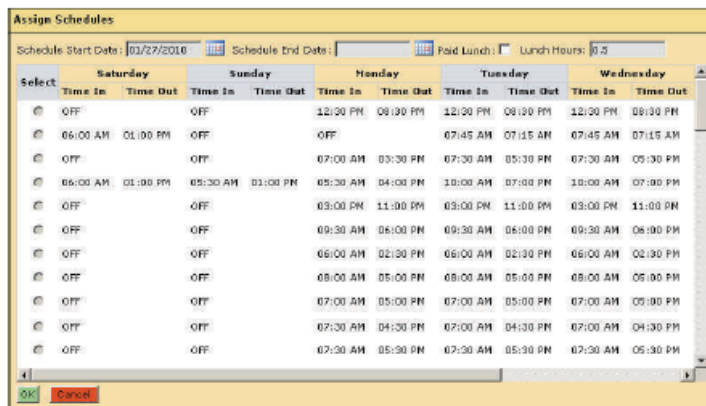 Assign Schedules
Schedule Start Date: 01/27/2010 Schedule End Date: Paid Lunch: Lunch Hours: 0.5
Select Saturday Sunday Monday Tuesday Wednesday
Time In Time Out Time In Time Out Time In Time Out Time In Time Out Time In Time Out
OFF OFF 12:30 PM 08:30 PM 12:30 PM 08:30 PM 12:30 PM 08:30 PM
06:00 AM 01:00 PM OFF OFF 07:45 AM 07:15 AM 07:45 AM 07:15 AM
OFF OFF 07:00 AM 03:30 PM 07:30 AM 05:30 PM 07:30 AM 05:30 PM
06:00 AM 01:00 PM 05:30 AM 01:00 PM 05:30 AM 04:00 PM 10:00 AM 07:00 PM 10:00 AM 07:00 PM
OFF OFF 03:00 PM 11:00 PM 03:00 PM 11:00 PM 03:00 PM 11:00 PM
OFF OFF 09:30 AM 06:00 PM 09:30 AM 06:00 PM 09:30 AM 06:00 PM
OFF OFF 06:00 AM 02:30 PM 06:00 AM 02:30 PM 06:00 AM 02:30 PM
OFF OFF 08:00 AM 05:00 PM 08:00 AM 05:00 PM 08:00 AM 05:00 PM
OFF OFF 07:00 AM 05:00 PM 07:00 AM 05:00 PM 07:00 AM 05:00 PM
OFF OFF 07:30 AM 04:30 PM 07:00 AM 04:30 PM 07:00 AM 04:30 PM
OFF OFF 07:30 AM 05:30 PM 07:30 AM 05:30 PM 07:30 AM 05:30 PM
OK Cancel